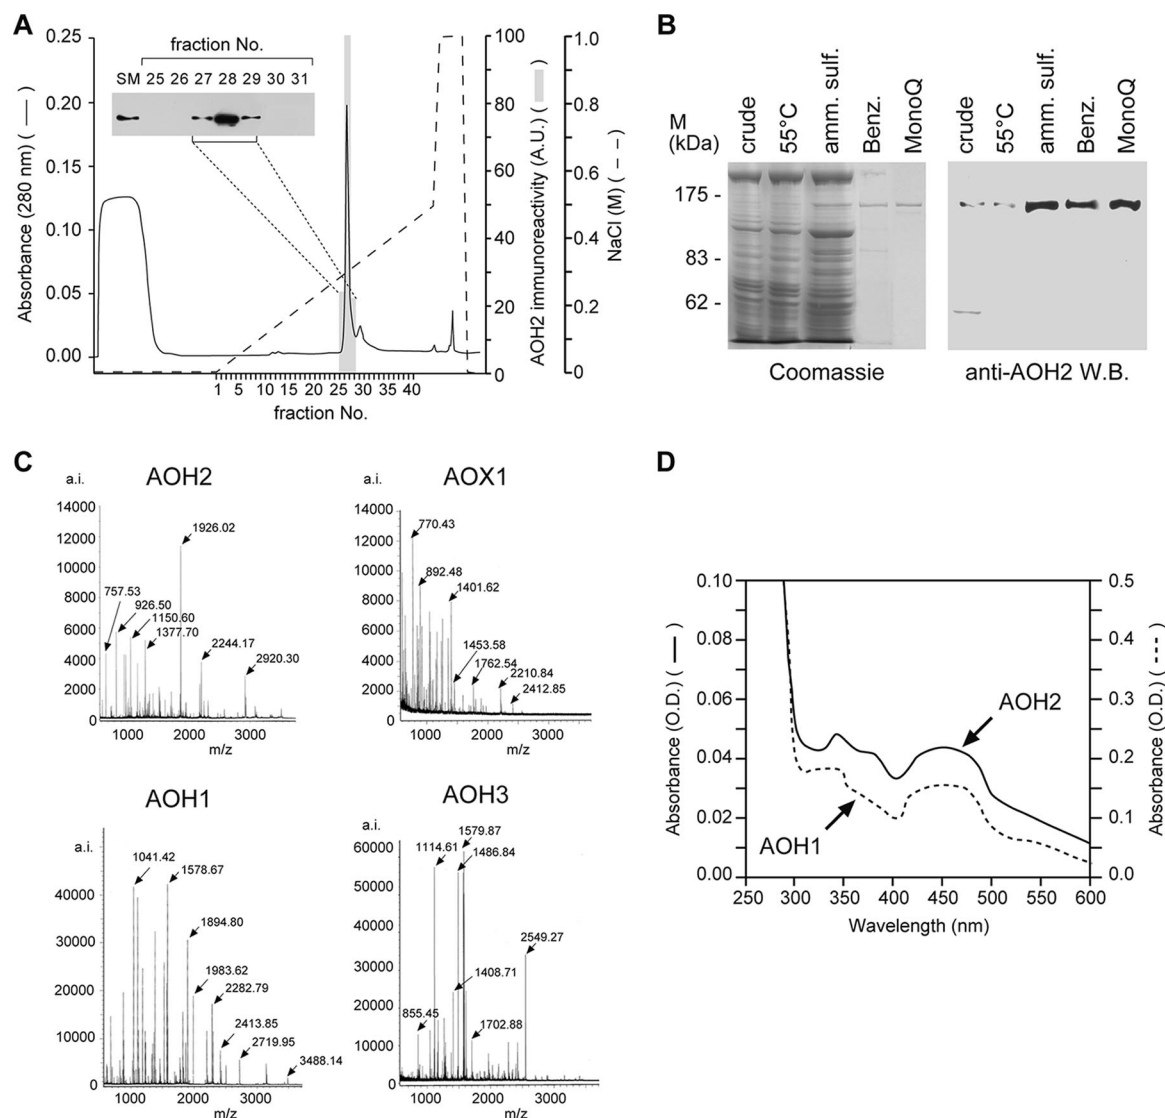 A
0.25
0.20
0.15
0.10
0.05
0.00
Absorbance (280 nm) ( — )
fraction No.
SM 25 26 27 28 29 30 31
100
80
60
40
20
0
AOH2 immunoreactivity (A.U.) ( )
1.0
0.8
0.6
0.4
0.2
0
NaCl (M) ( – – )
1 5 10 15 20 25 30 35 40
fraction No.
B
M
(kDa)
crude
55°C
amm. sulf.
Benz.
MonoQ
crude
55°C
amm. sulf.
Benz.
MonoQ
175 -
83 -
62 -
Coomassie
anti-AOH2 W.B.
C
AOH2
a.i.
14000
12000
10000
8000
6000
4000
2000
0
1926.02
757.53
926.50
1150.60
1377.70
2244.17
2920.30
1000 2000 3000
m/z
AOX1
a.i.
14000
12000
10000
8000
6000
4000
2000
0
770.43
892.48
1401.62
1453.58
1762.54
2210.84
2412.85
1000 2000 3000
m/z
AOH1
a.i.
40000
30000
20000
10000
0
1041.42
1578.67
1894.80
1983.62
2282.79
2413.85
2719.95
3488.14
1000 2000 3000
m/z
AOH3
a.i.
60000
50000
40000
30000
20000
10000
0
1579.87
1114.61
1486.84
2549.27
1408.71
855.45
1702.88
1000 2000 3000
m/z
D
0.10
0.08
0.06
0.04
0.02
0.00
Absorbance (O.D.) ( — )
AOH2
AOH1
0.5
0.4
0.3
0.2
0.1
0.0
Absorbance (O.D.) ( ---- )
250 300 350 400 450 500 550 600
Wavelength (nm)